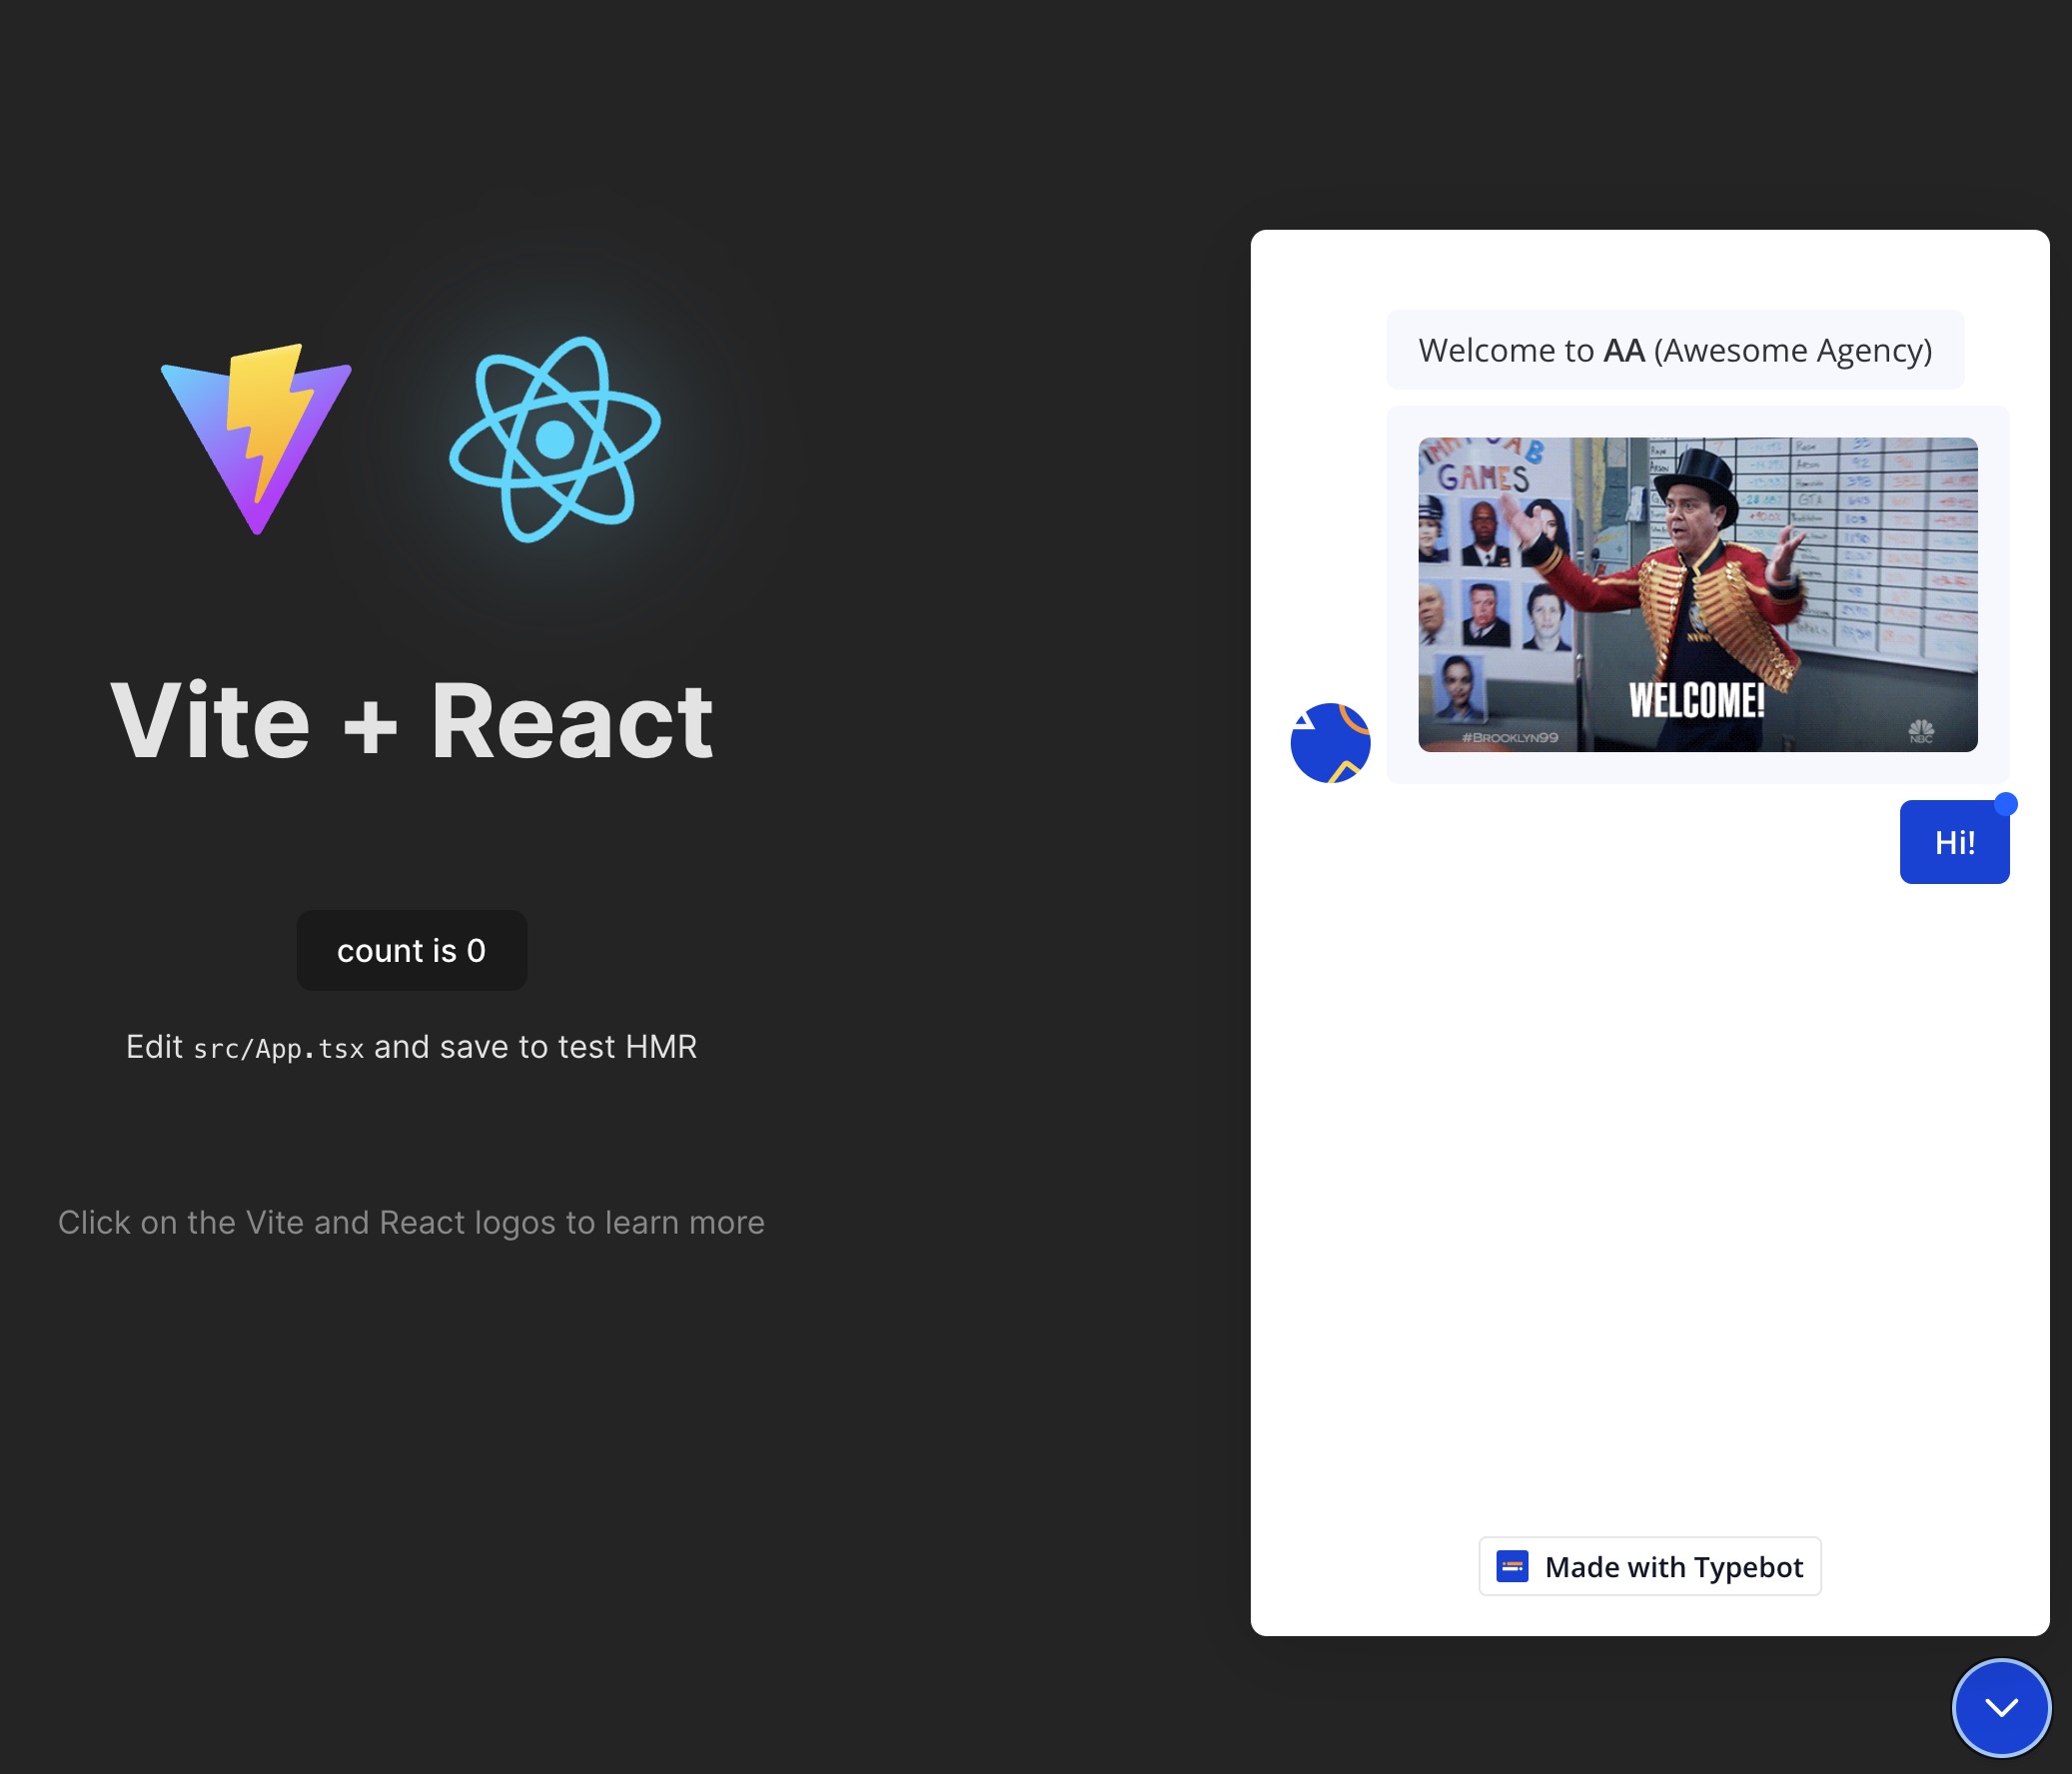 Vite + React
count is 0
Edit src/App.tsx and save to test HMR
Click on the Vite and React logos to learn more
Welcome to AA (Awesome Agency)
GAMES
WELCOME!
#BROOKLYN99
NBC
Hi!
Made with Typebot